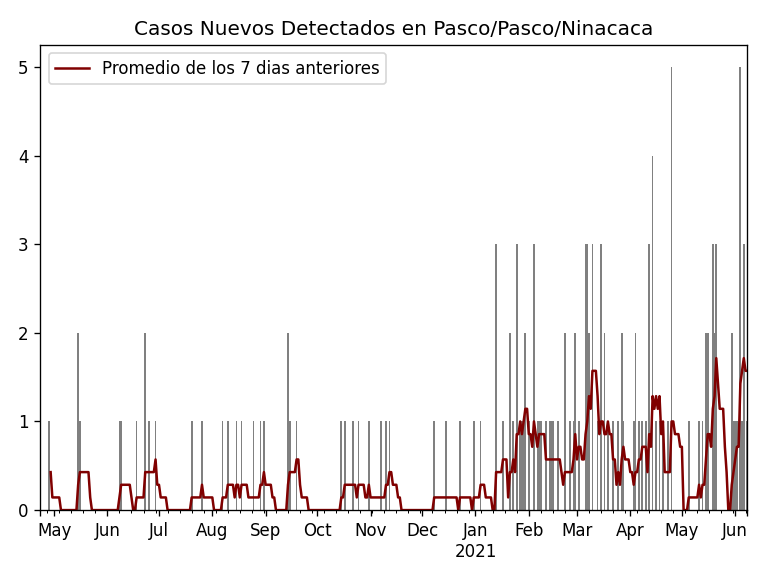 Casos Nuevos Detectados en Pasco/Pasco/Ninacaca
Promedio de los 7 dias anteriores
5
4
3
2
1
0
May Jun Jul Aug Sep Oct Nov Dec Jan Feb Mar Apr May Jun
2021